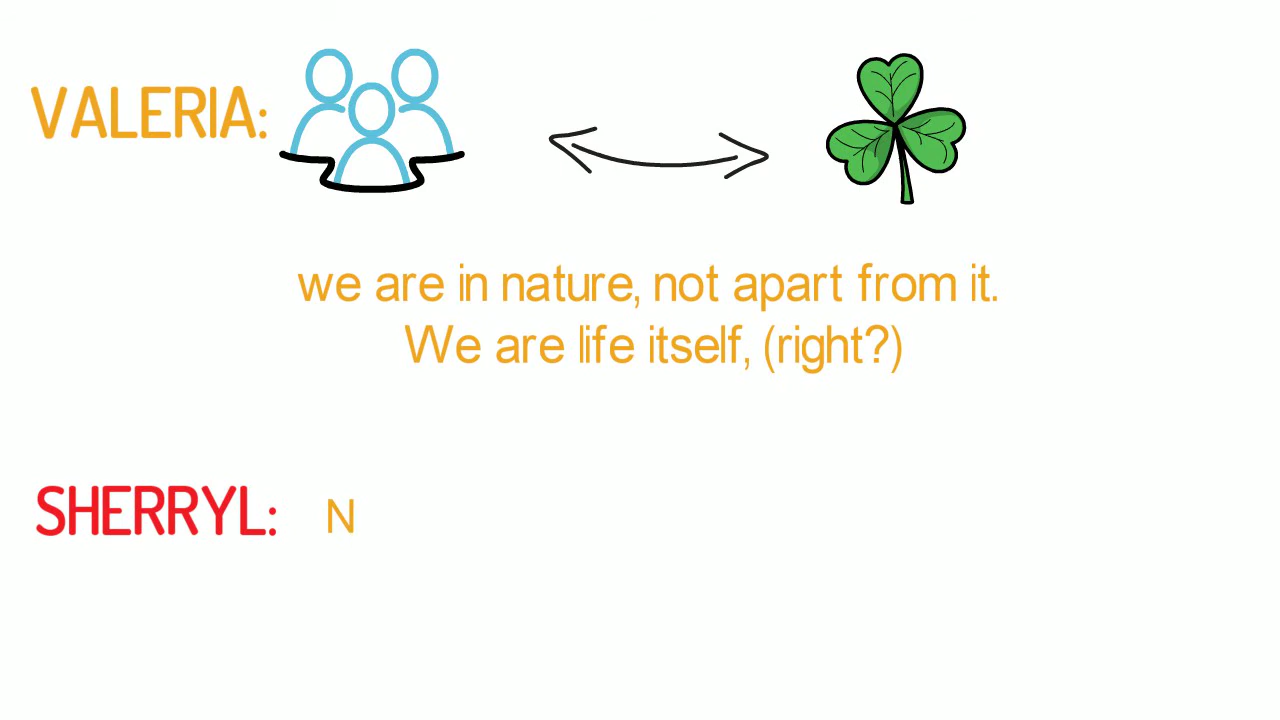 VALERIA:
we are in nature, not apart from it.
We are life itself, (right?)
SHERRYL: N